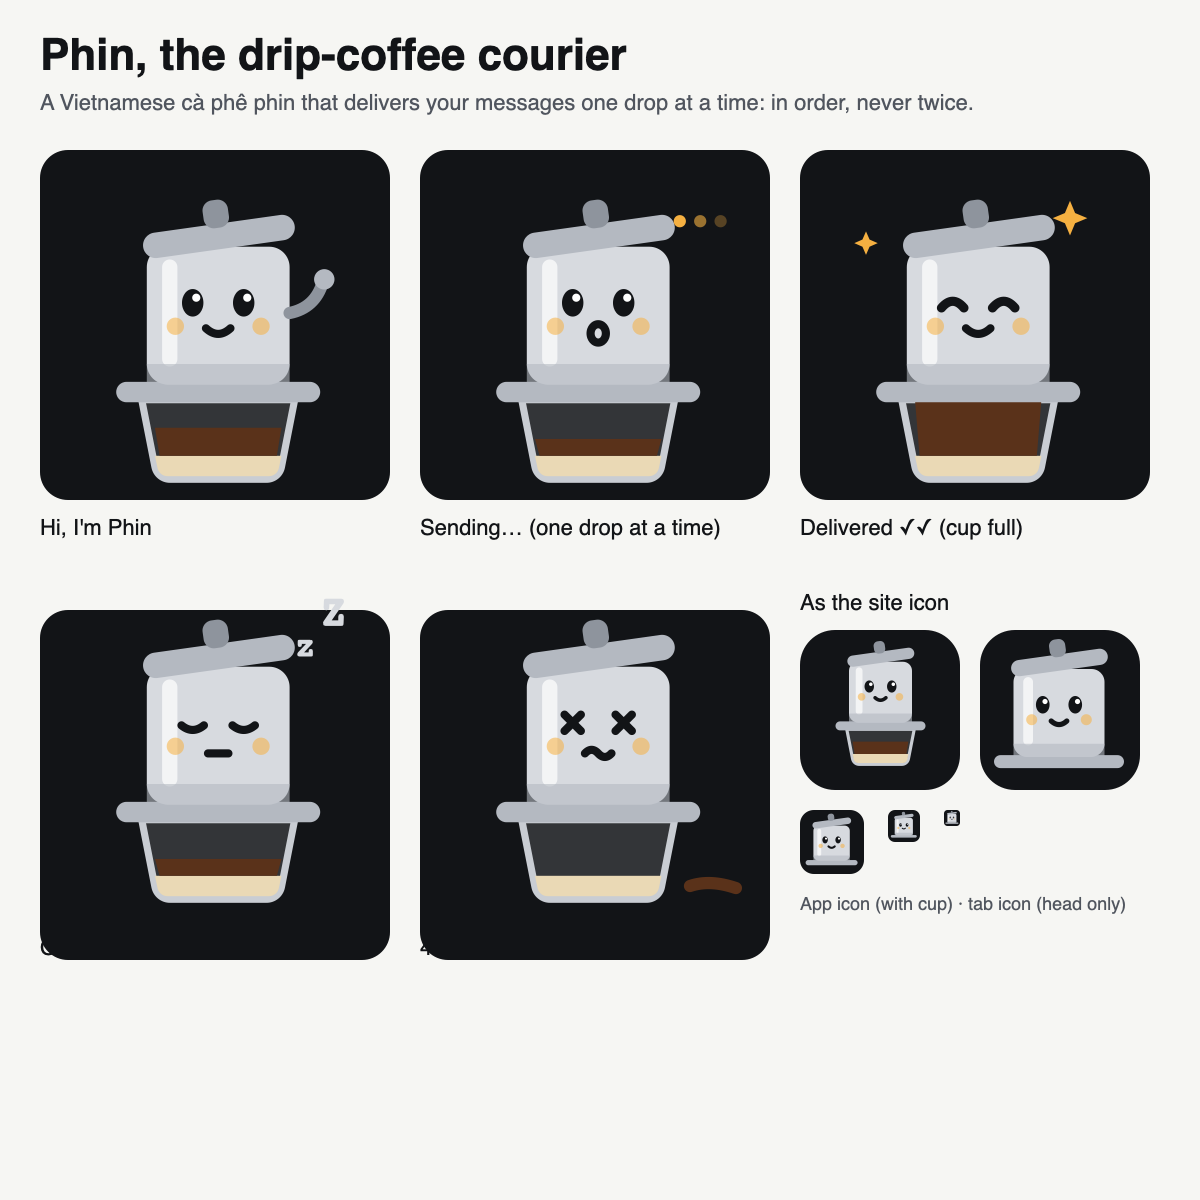 Phin, the drip-coffee courier
A Vietnamese cà phê phin that delivers your messages one drop at a time: in order, never twice.
Hi, I'm Phin
Sending… (one drop at a time)
Delivered ✓✓ (cup full)
z
Z
As the site icon
App icon (with cup) · tab icon (head only)